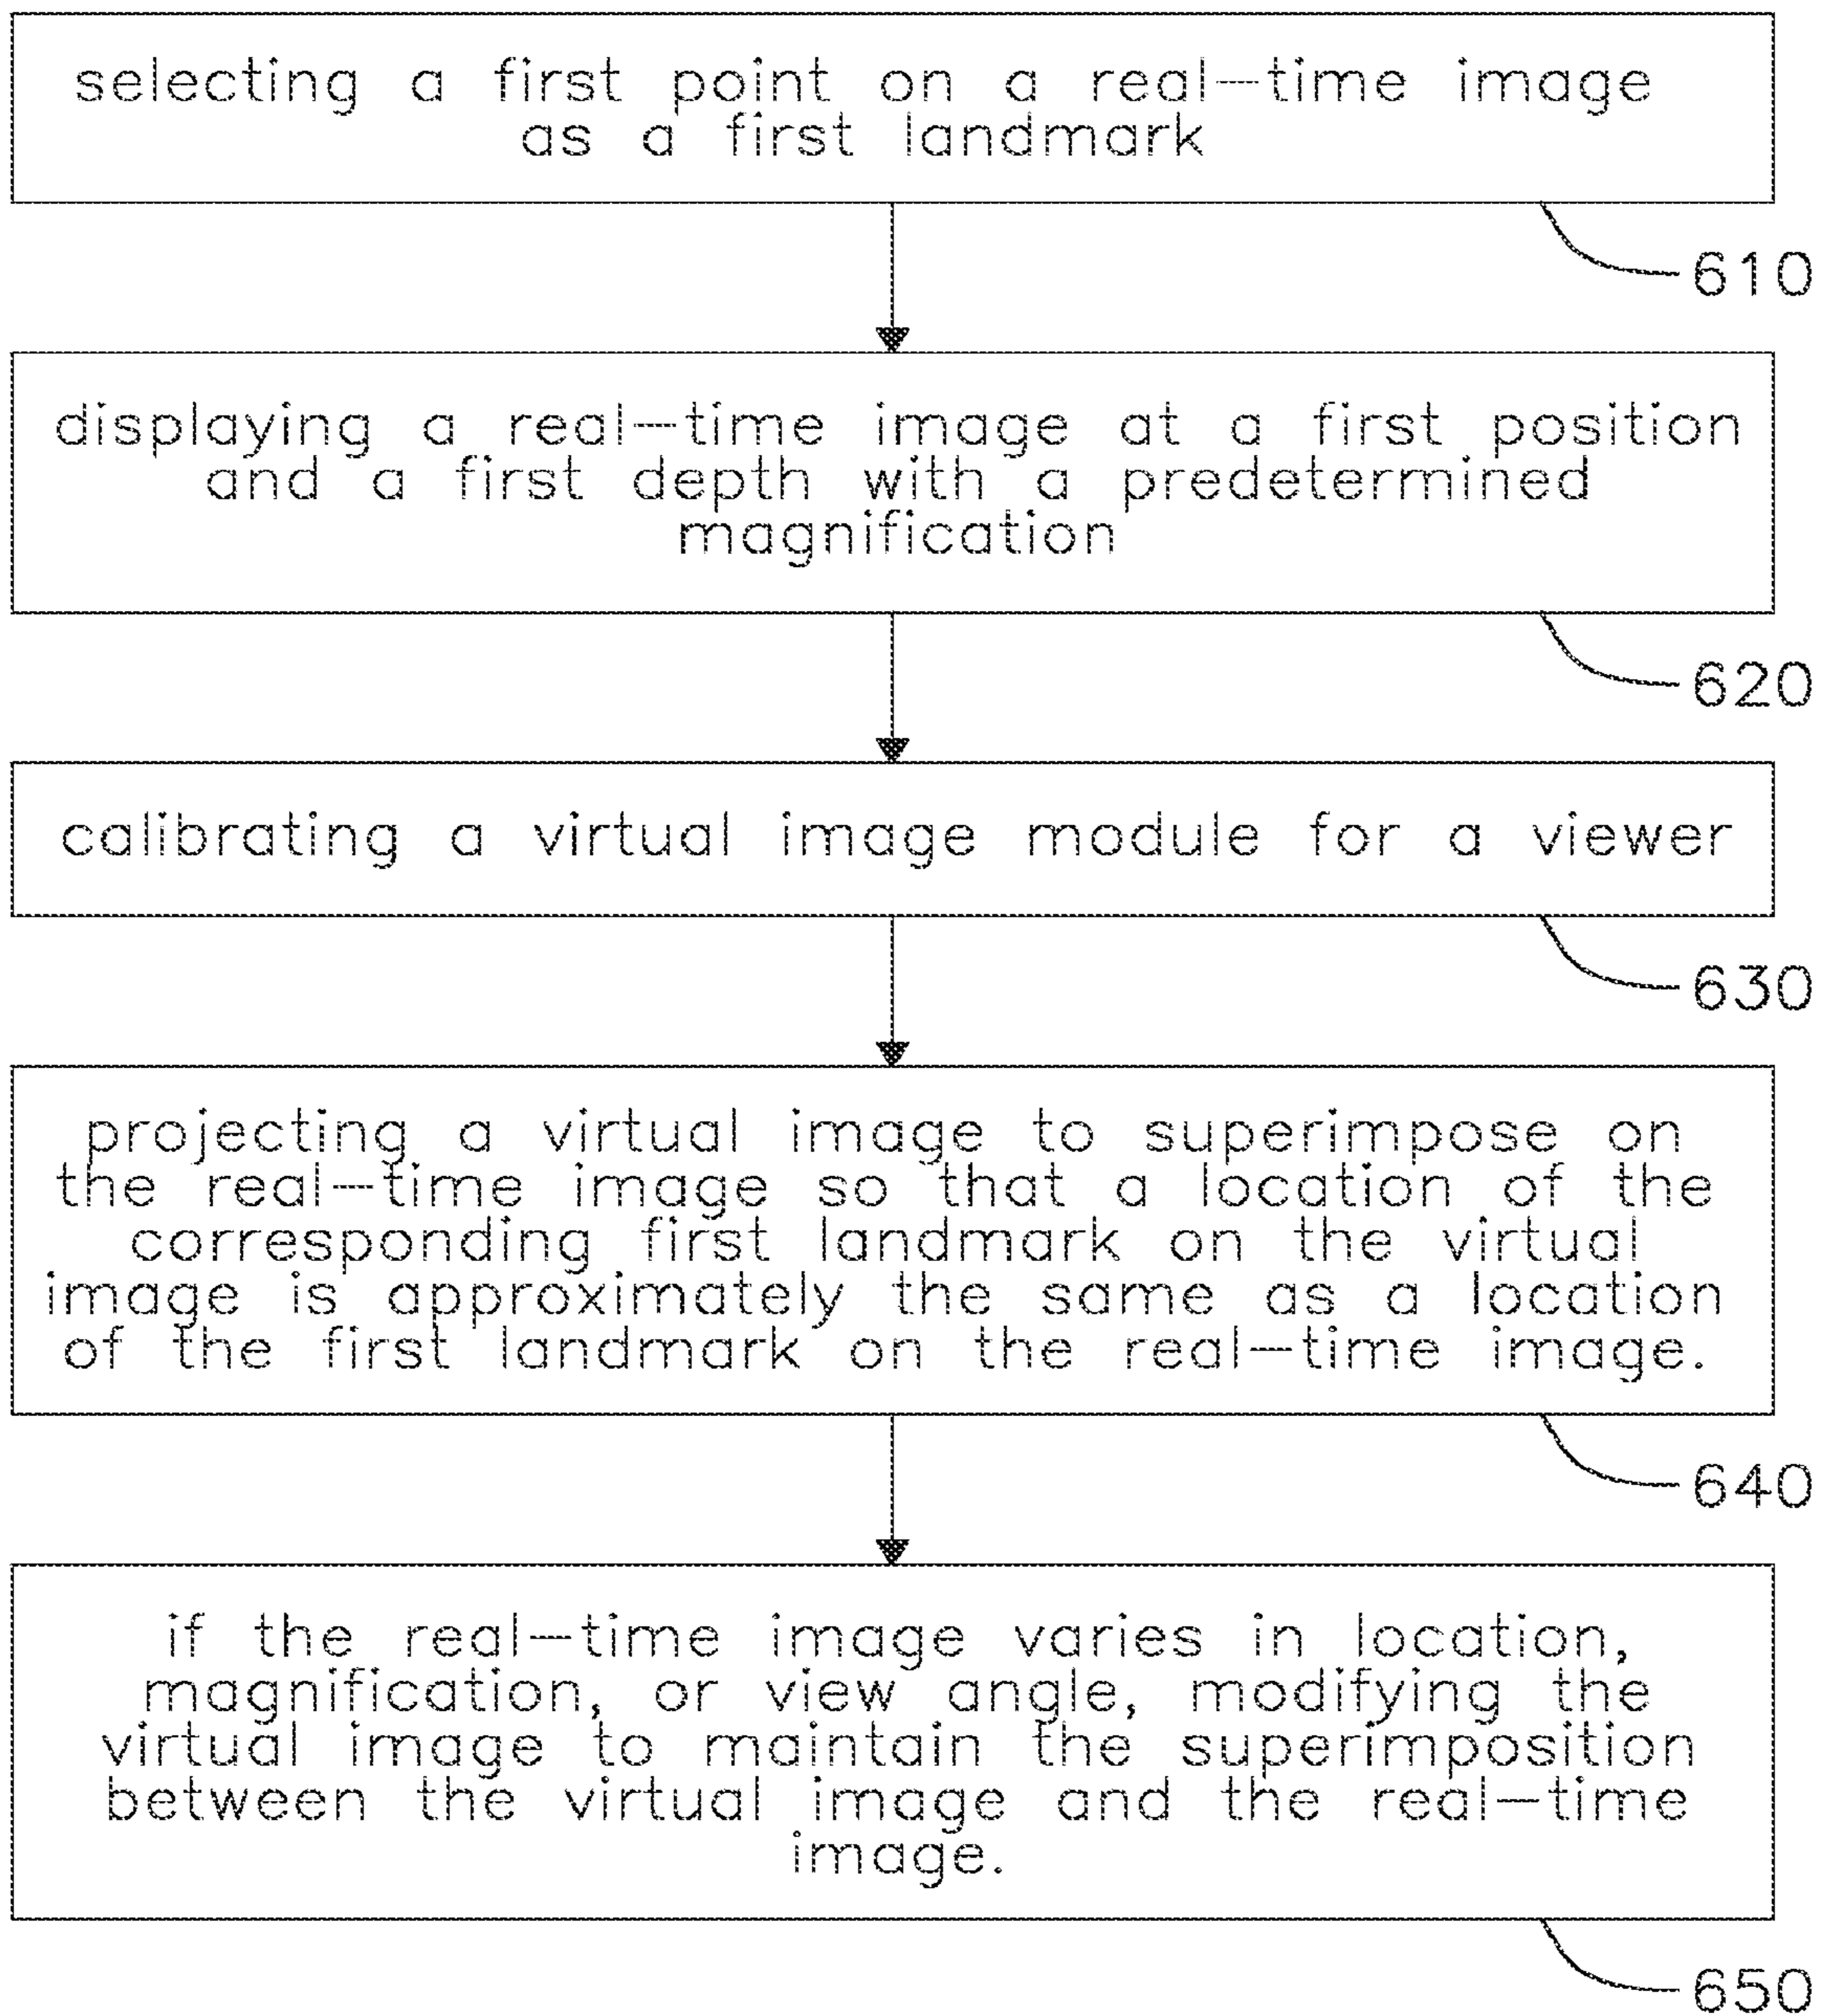 selecting a first point on a real-time image
as a first landmark
610
displaying a real-time image at a first position
and a first depth with a predetermined
magnification
620
calibrating a virtual image module for a viewer
630
projecting a virtual image to superimpose on
the real-time image so that a location of the
corresponding first landmark on the virtual
image is approximately the same as a location
of the first landmark on the real-time image.
640
if the real-time image varies in location,
magnification, or view angle, modifying the
virtual image to maintain the superimposition
between the virtual image and the real-time
image.
650